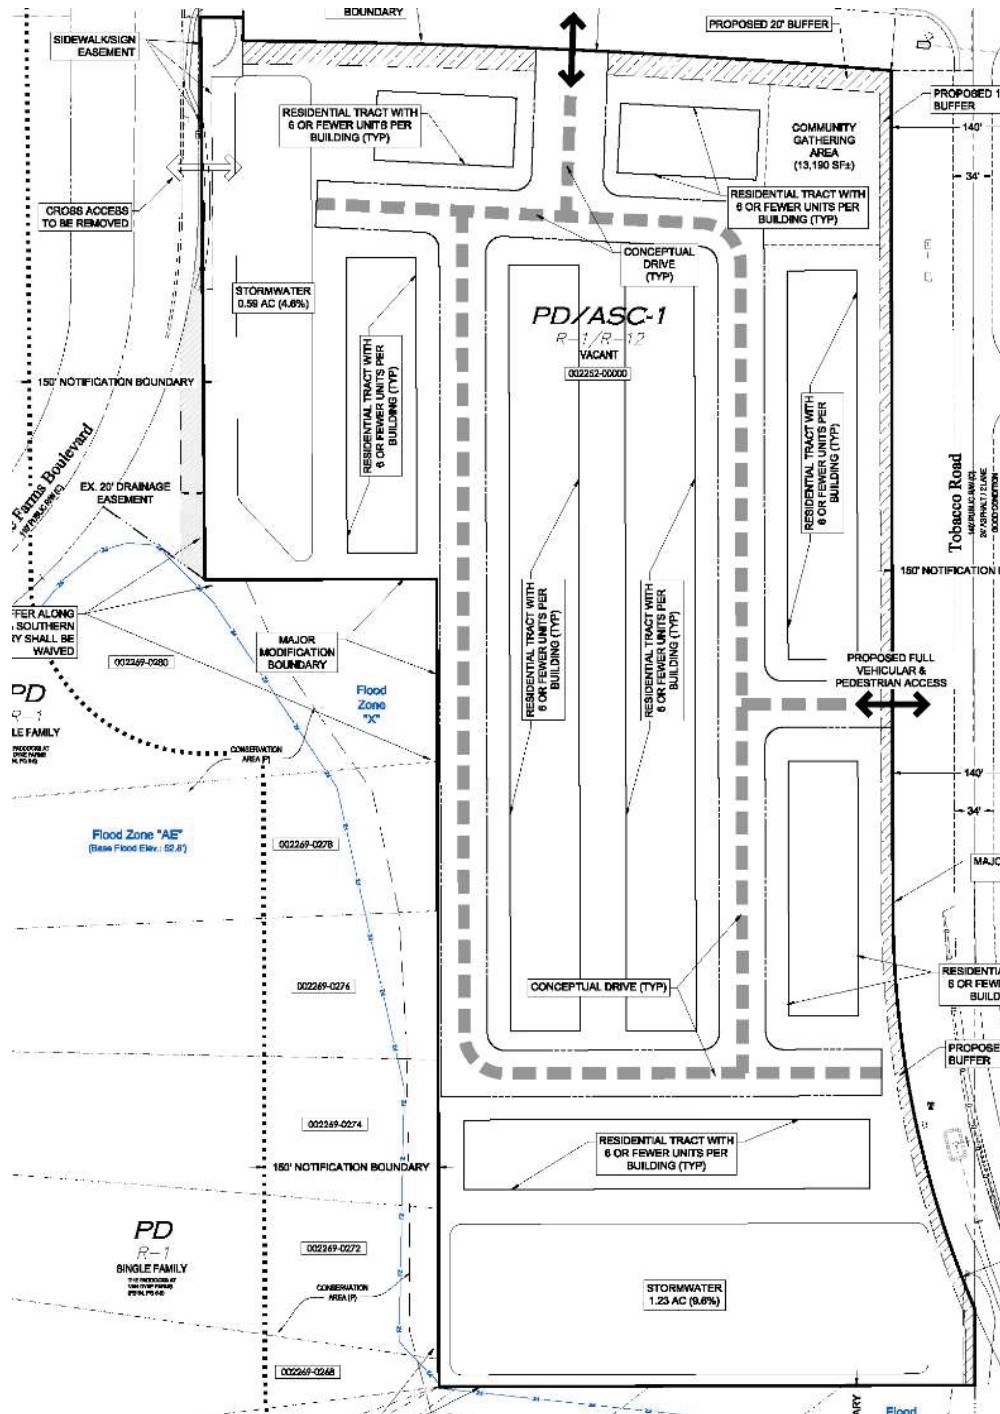 BOUNDARY
PROPOSED 20' BUFFER
SIDEWALK/SIGN
EASEMENT
PROPOSED 1
BUFFER
RESIDENTIAL TRACT WITH
6 OR FEWER UNITS PER
BUILDING (TYP)
COMMUNITY
GATHERING
AREA
(13,190 SF±)
140'
34'
RESIDENTIAL TRACT WITH
6 OR FEWER UNITS PER
BUILDING (TYP)
CROSS ACCESS
TO BE REMOVED
CONCEPTUAL
DRIVE
(TYP)
STORMWATER
0.59 AC (4.6%)
PD/ASC-1
R-1/R-12
VACANT
002252-00000
RESIDENTIAL TRACT WITH
6 OR FEWER UNITS PER
BUILDING (TYP)
150' NOTIFICATION BOUNDARY
RESIDENTIAL TRACT WITH
6 OR FEWER UNITS PER
BUILDING (TYP)
Farms Boulevard
EX. 20' DRAINAGE
EASEMENT
Tobacco Road
GOOD CONDITION
150' NOTIFICATION
RESIDENTIAL TRACT WITH
6 OR FEWER UNITS PER
BUILDING (TYP)
RESIDENTIAL TRACT WITH
6 OR FEWER UNITS PER
BUILDING (TYP)
FFER ALONG
SOUTHERN
RY SHALL BE
WAIVED
MAJOR
MODIFICATION
BOUNDARY
002269-0280
PROPOSED FULL
VEHICULAR &
PEDESTRIAN ACCESS
PD
R-1
LE FAMILY
Flood
Zone
"X"
CONSERVATION
AREA (P)
140'
34'
Flood Zone "AE"
(Base Flood Elev.: 52.8')
002269-0278
MAJO
RESIDENTIA
6 OR FEW
BUILD
002269-0276
CONCEPTUAL DRIVE (TYP)
PROPOSE
BUFFER
002269-0274
RESIDENTIAL TRACT WITH
6 OR FEWER UNITS PER
BUILDING (TYP)
150' NOTIFICATION BOUNDARY
PD
R-1
SINGLE FAMILY
002269-0272
CONSERVATION
AREA (P)
STORMWATER
1.23 AC (9.6%)
002269-0268
ARY
Flood